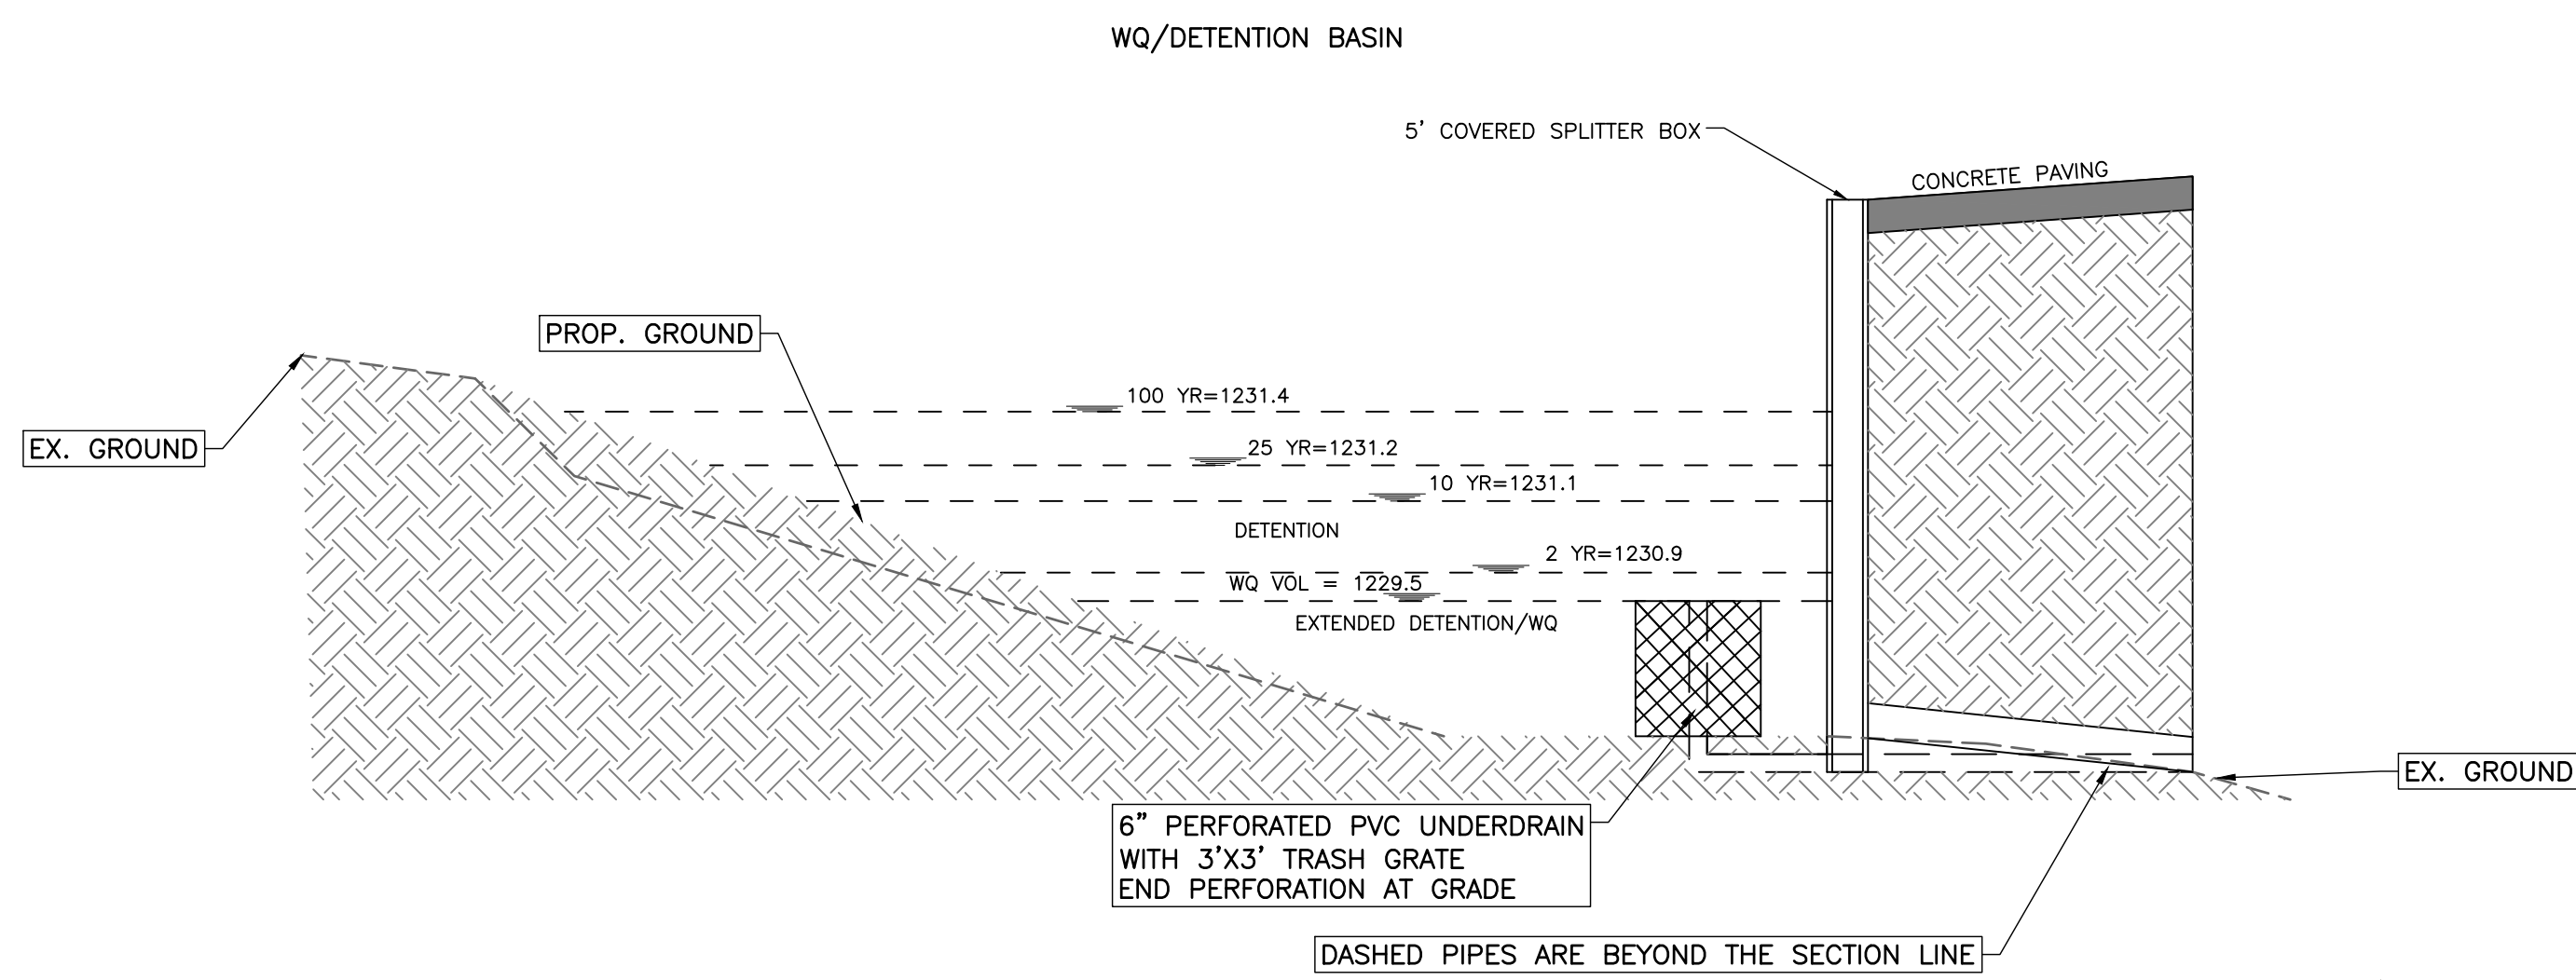 WQ/DETENTION BASIN
5' COVERED SPLITTER BOX
CONCRETE PAVING
PROP. GROUND
100 YR=1231.4
EX. GROUND
25 YR=1231.2
10 YR=1231.1
DETENTION
2 YR=1230.9
WQ VOL = 1229.5
EXTENDED DETENTION/WQ
EX. GROUND
6" PERFORATED PVC UNDERDRAIN
WITH 3'X3' TRASH GRATE
END PERFORATION AT GRADE
DASHED PIPES ARE BEYOND THE SECTION LINE